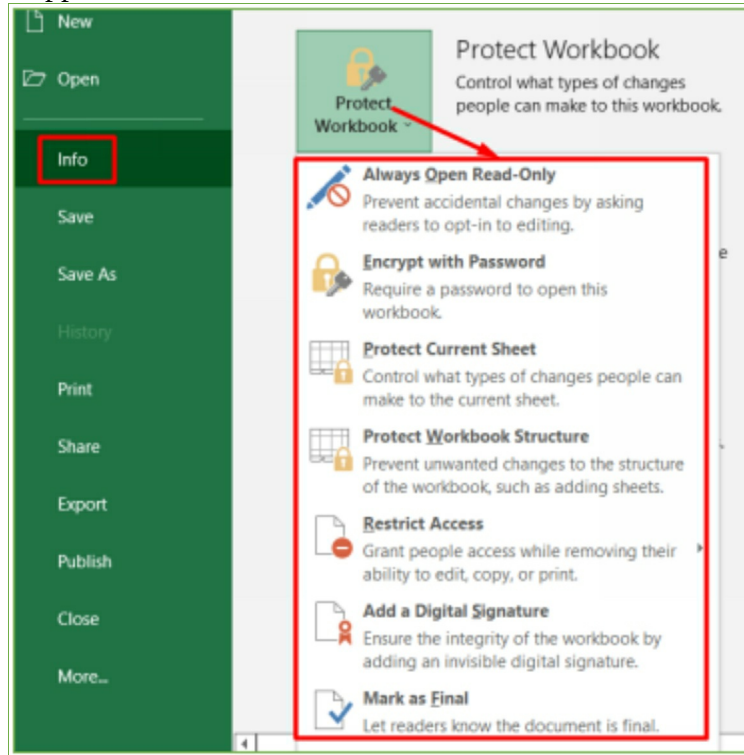 New
Open
Info
Save
Save As
History
Print
Share
Export
Publish
Close
More...
Protect
Workbook
Protect Workbook
Control what types of changes
people can make to this workbook.
Always Open Read-Only
Prevent accidental changes by asking
readers to opt-in to editing.
Encrypt with Password
Require a password to open this
workbook.
Protect Current Sheet
Control what types of changes people can
make to the current sheet.
Protect Workbook Structure
Prevent unwanted changes to the structure
of the workbook, such as adding sheets.
Restrict Access
Grant people access while removing their
ability to edit, copy, or print.
Add a Digital Signature
Ensure the integrity of the workbook by
adding an invisible digital signature.
Mark as Final
Let readers know the document is final.